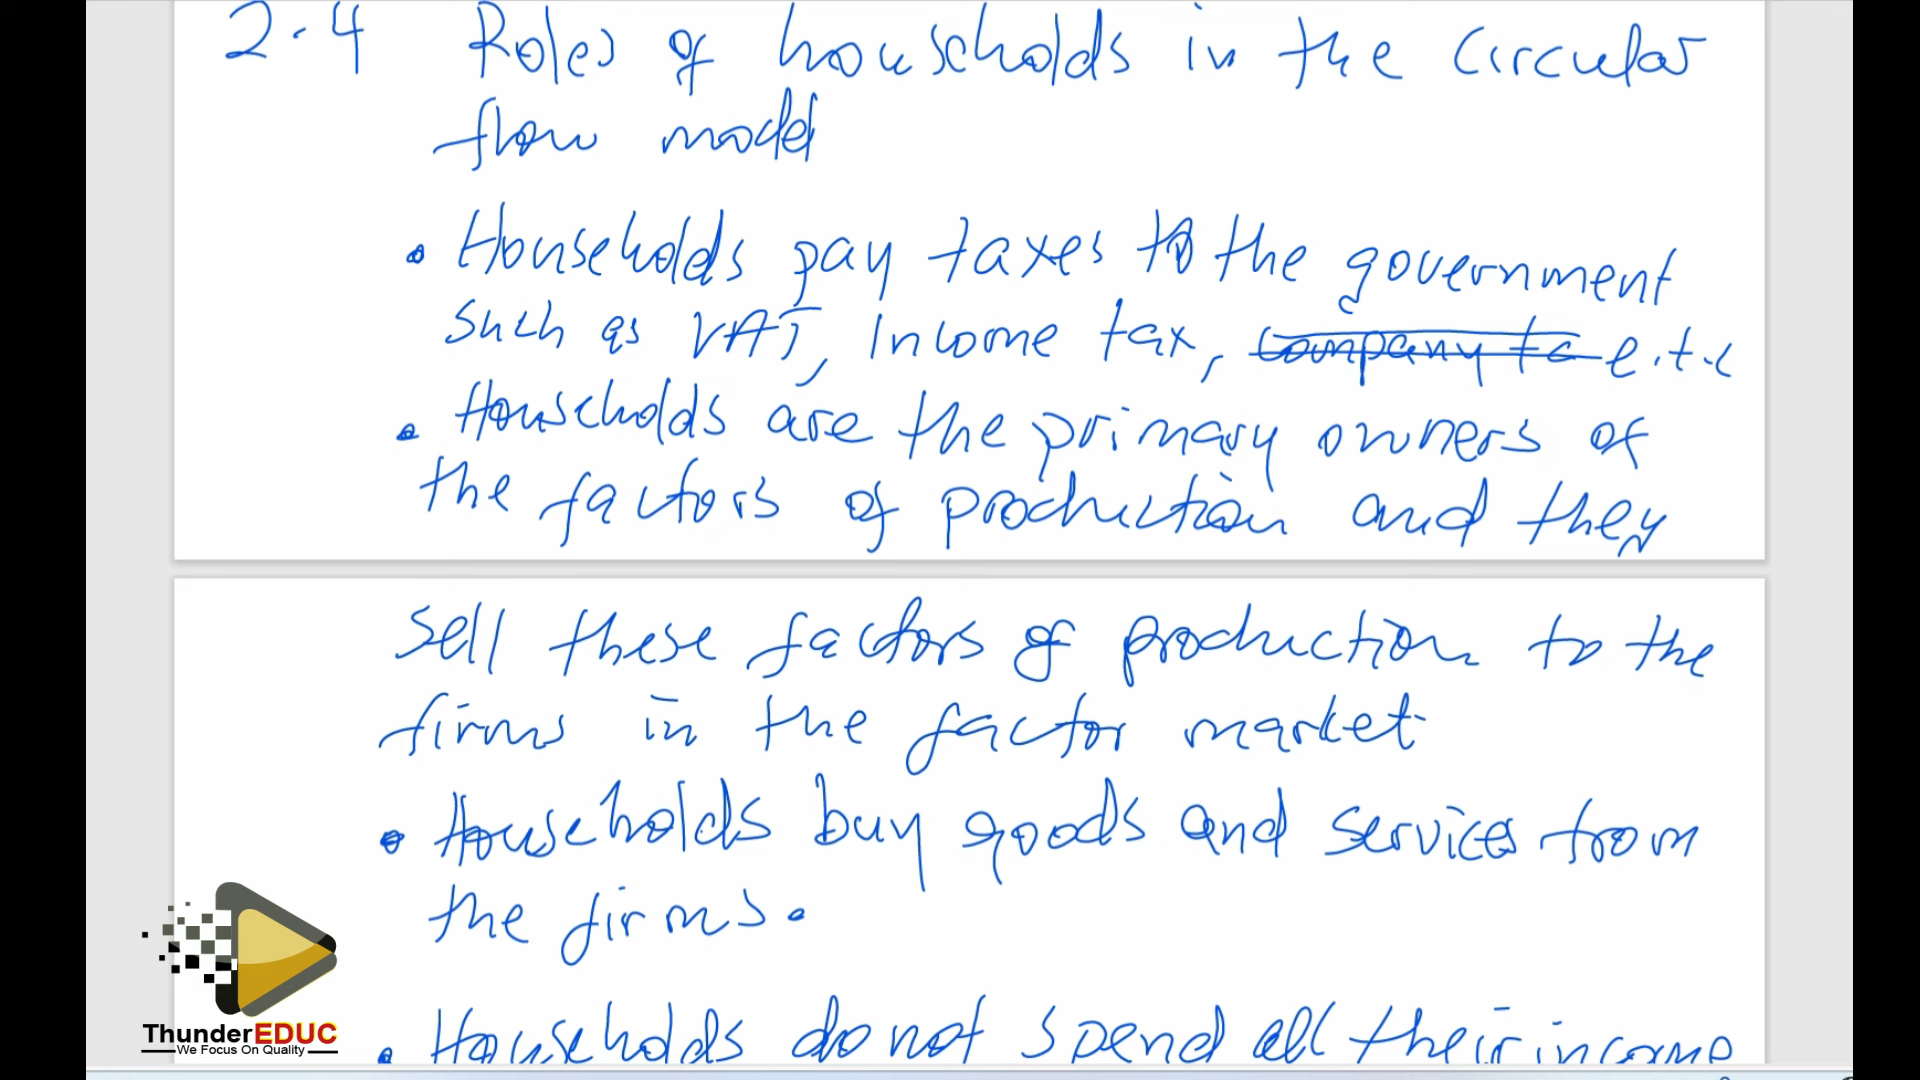 2.4 Roles of households in the circular
flow model
• Households pay taxes to the government
such as VAT, Income tax, company ta e.t.c
• Households are the primary owners of
the factors of production and they
sell these factors of production to the
firms in the factor market.
• Households buy goods and services from
the firms.
• Households do not spend all their income
ThunderEDUC
We Focus On Quality